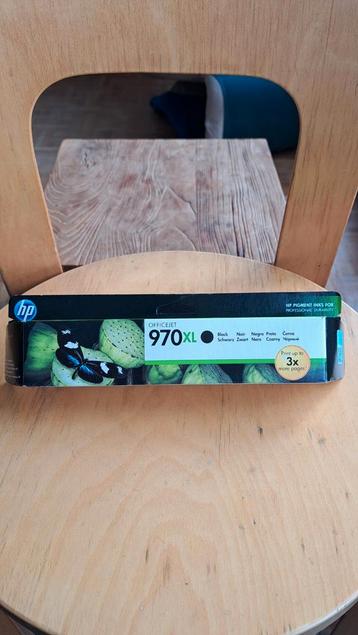 hp
HP PIGMENT INKS FOR
PROFESSIONAL DURABILITY
OFFICEJET
970XL
Black Noir Negro Preto Černá
Schwarz Zwart Nero Czarny Чёрный
Print up to
3x
more pages